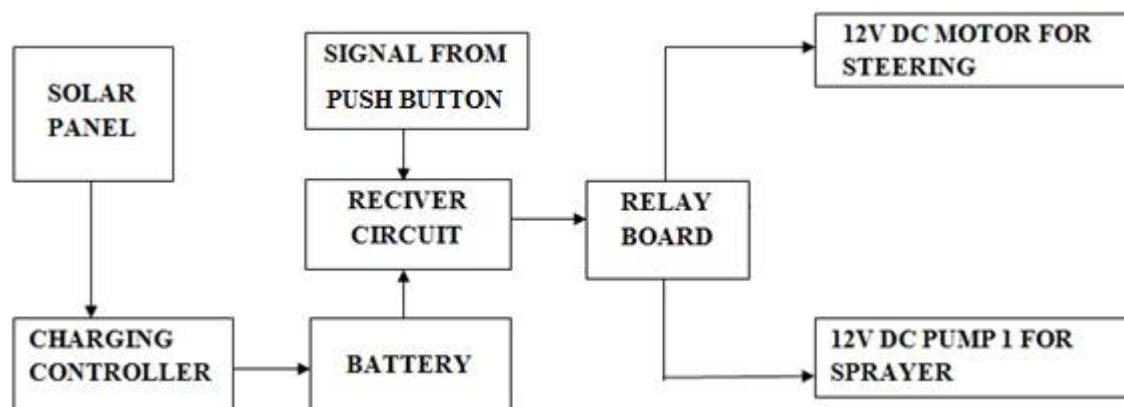 SOLAR
PANEL
SIGNAL FROM
PUSH BUTTON
12V DC MOTOR FOR
STEERING
RECIVER
CIRCUIT
RELAY
BOARD
CHARGING
CONTROLLER
BATTERY
12V DC PUMP 1 FOR
SPRAYER